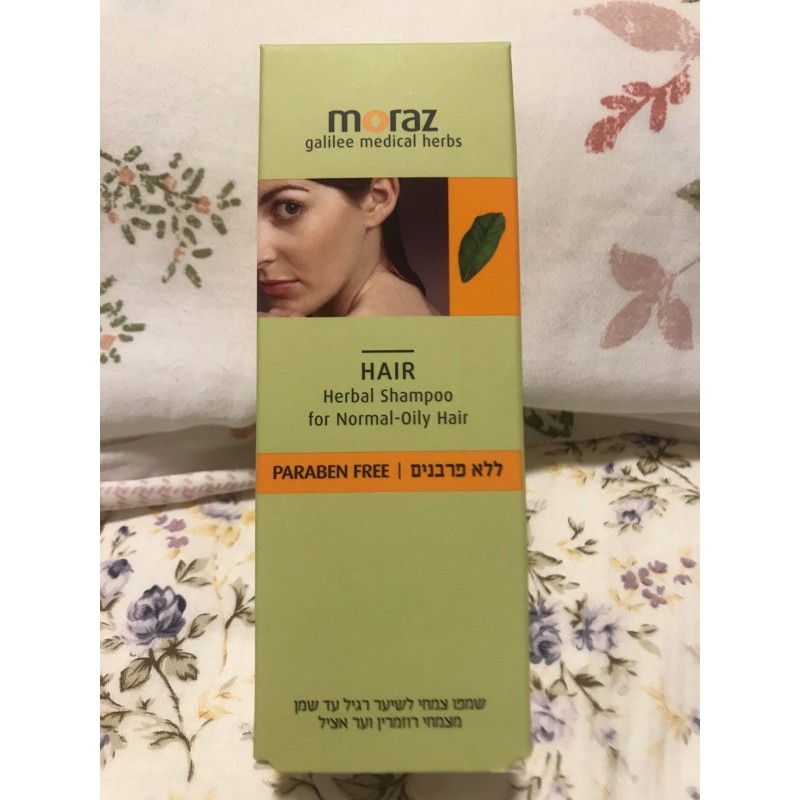 moraz
galilee medical herbs
HAIR
Herbal Shampoo
for Normal-Oily Hair
PARABEN FREE | ללא פרבנים
שמפו צמחי לשיער רגיל עד שמן
מצמחי רוזמרין וער אציל